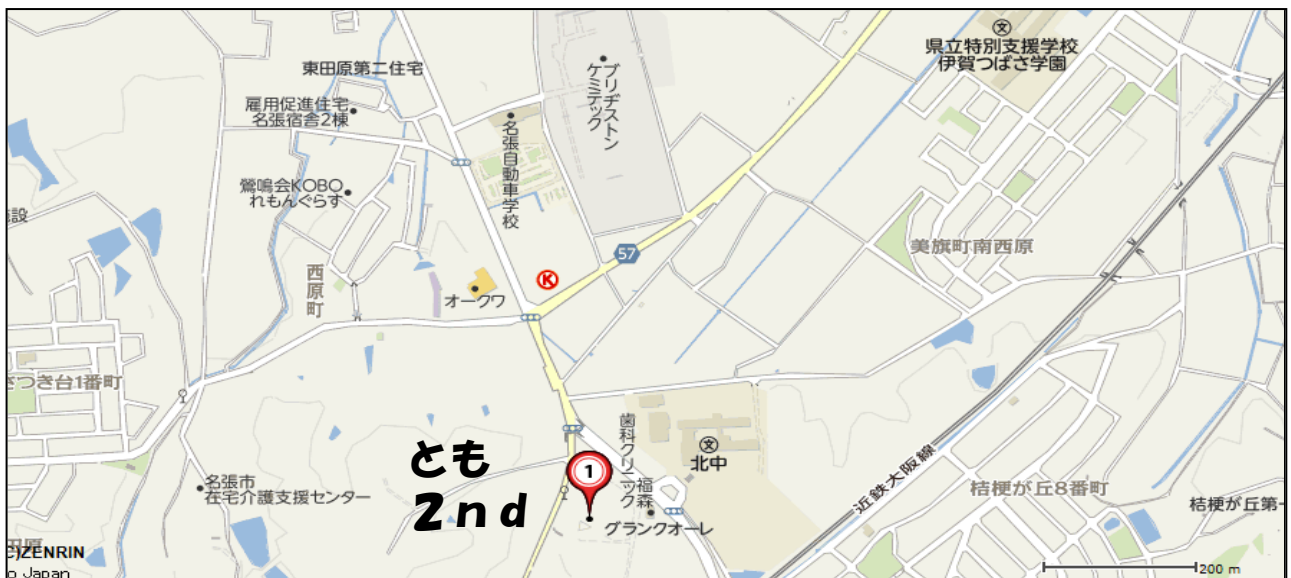 県立特別支援学校
伊賀つばさ学園
東田原第二住宅
雇用促進住宅
名張宿舎2棟
名張自動車学校
ブリヂストン
ケミテック
鶯鳴会KOBO
れもんぐらす
設
西原町
57
K
オークワ
美旗町南西原
さつき台1番町
歯科クリニック
福森
文
北中
とも
2nd
1
名張市
在宅介護支援センター
グランクオーレ
近鉄大阪線
桔梗が丘8番町
桔梗が丘第一
文
ZENRIN
Japan
200 m